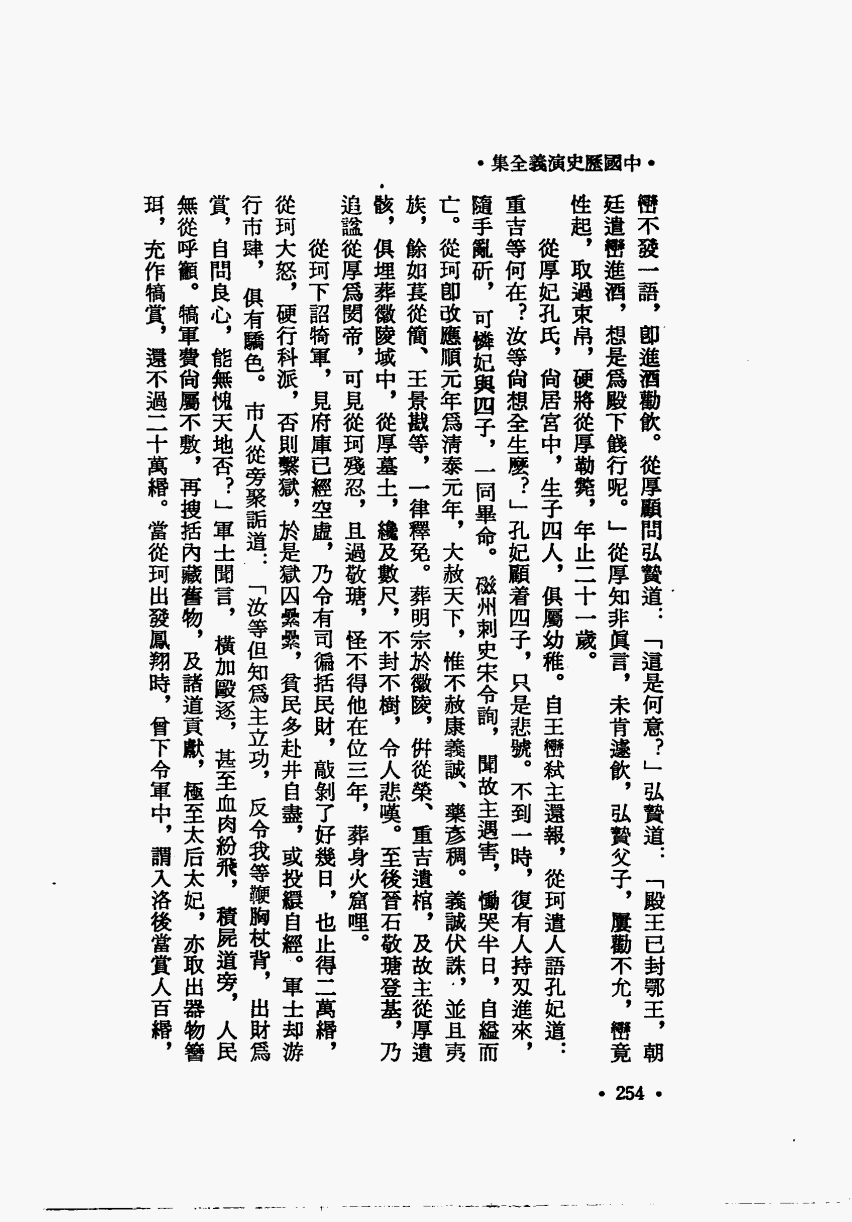 •中國歷史演義全集•
巒不發一語，卽進酒勸飲。從厚顧問弘贄道：「這是何意？」弘贄道：「殿王已封鄂王，朝
廷遣巒進酒，想是爲殿下餞行呢。」從厚知非眞言，未肯遽飲，弘贄父子，屢勸不允，巒竟
性起，取過束帛，硬將從厚勒斃，年止二十一歲。
從厚妃孔氏，尙居宮中，生子四人，俱屬幼稚。自王巒弒主還報，從珂遣人語孔妃道：
重吉等何在？汝等尙想全生麼？」孔妃顧着四子，只是悲號。不到一時，復有人持刄進來，
隨手亂斫，可憐妃與四子，一同畢命。磁州刺史宋令詢，聞故主遇害，慟哭半日，自縊而
亡。從珂卽改應順元年爲清泰元年，大赦天下，惟不赦康義誠、藥彥稠。義誠伏誅，並且夷
族，餘如萇從簡、王景戡等，一律釋免。葬明宗於徽陵，倂從榮、重吉遺棺，及故主從厚遺
骸，俱埋葬徽陵域中，從厚墓土，纔及數尺，不封不樹，令人悲嘆。至後晉石敬瑭登基，乃
追諡從厚爲閔帝，可見從珂殘忍，且過敬瑭，怪不得他在位三年，葬身火窟哩。
從珂下詔犒軍，見府庫已經空虛，乃令有司徧括民財，敲剝了好幾日，也止得二萬緡，
從珂大怒，硬行科派，否則繫獄，於是獄囚纍纍，貧民多赴井自盡，或投繯自經。軍士却游
行市肆，俱有驕色。市人從旁聚詬道：「汝等但知爲主立功，反令我等鞭胸杖背，出財爲
賞，自問良心，能無愧天地否？」軍士聞言，橫加毆逐，甚至血肉紛飛，積屍道旁，人民
無從呼籲。犒軍費尙屬不敷，再搜括內藏舊物，及諸道貢獻，極至太后太妃，亦取出器物簪
珥，充作犒賞，還不過二十萬緡。當從珂出發鳳翔時，曾下令軍中，謂入洛後當賞人百緡，
•254•